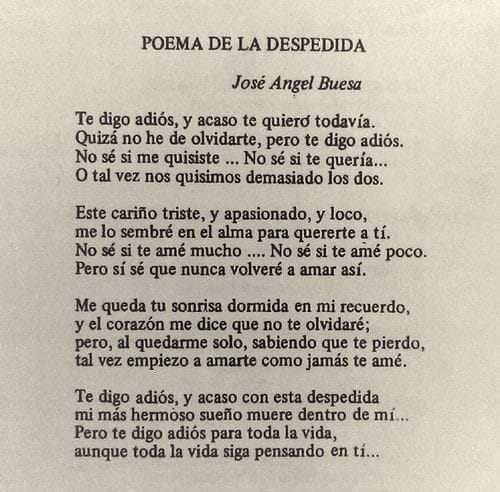 POEMA DE LA DESPEDIDA
José Angel Buesa
Te digo adiós, y acaso te quiero todavía.
Quizá no he de olvidarte, pero te digo adiós.
No sé si me quisiste ... No sé si te quería...
O tal vez nos quisimos demasiado los dos.
Este cariño triste, y apasionado, y loco,
me lo sembré en el alma para quererte a tí.
No sé si te amé mucho .... No sé si te amé poco.
Pero sí sé que nunca volveré a amar así.
Me queda tu sonrisa dormida en mi recuerdo,
y el corazón me dice que no te olvidaré;
pero, al quedarme solo, sabiendo que te pierdo,
tal vez empiezo a amarte como jamás te amé.
Te digo adiós, y acaso con esta despedida
mi más hermoso sueño muere dentro de mí...
Pero te digo adiós para toda la vida,
aunque toda la vida siga pensando en tí...